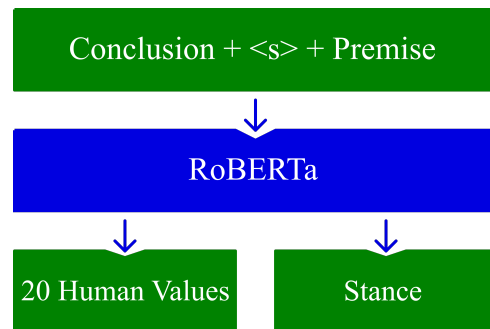 Conclusion + <s> + Premise
RoBERTa
20 Human Values
Stance